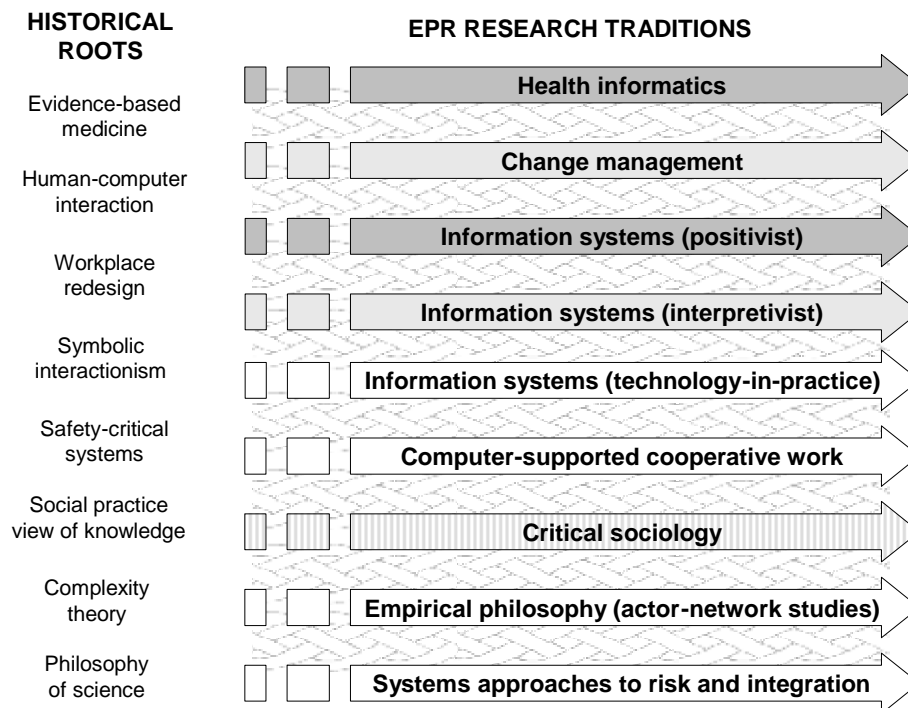 HISTORICAL
ROOTS
EPR RESEARCH TRADITIONS
Evidence-based
medicine
Human-computer
interaction
Workplace
redesign
Symbolic
interactionism
Safety-critical
systems
Social practice
view of knowledge
Complexity
theory
Philosophy
of science
Health informatics
Change management
Information systems (positivist)
Information systems (interpretivist)
Information systems (technology-in-practice)
Computer-supported cooperative work
Critical sociology
Empirical philosophy (actor-network studies)
Systems approaches to risk and integration